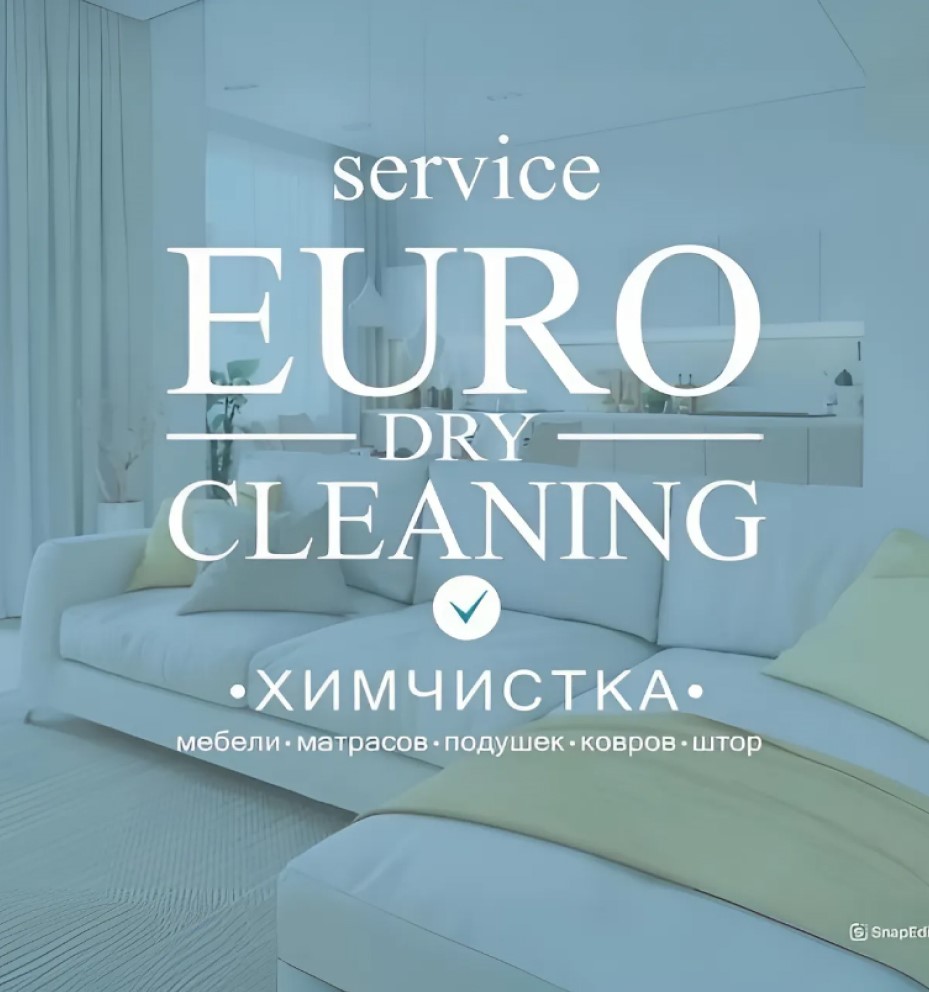 service
EURO
DRY
CLEANING
•ХИМЧИСТКА•
мебели•матрасов•подушек•ковров•штор